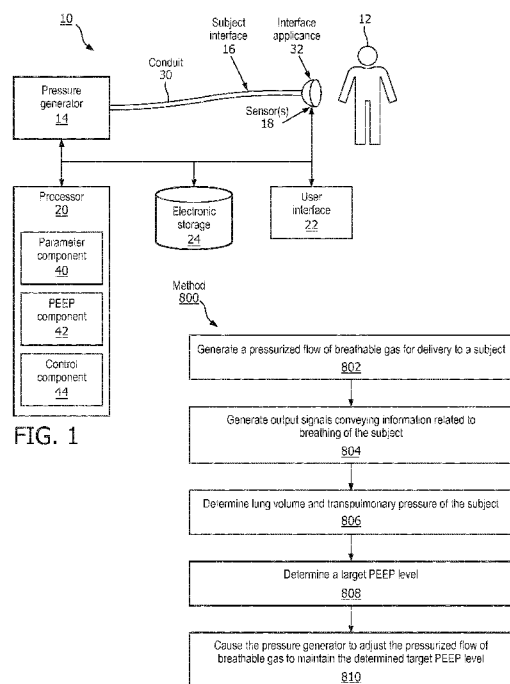 10
Subject
interface
16
Interface
applicance
32
12
Conduit
30
Pressure
generator
14
Sensor(s)
18
Processor
20
Parameter
component
40
PEEP
component
42
Control
component
44
Electronic
storage
24
User
interface
22
FIG. 1
Method
800
Generate a pressurized flow of breathable gas for delivery to a subject
802
Generate output signals conveying information related to
breathing of the subject
804
Determine lung volume and transpulmonary pressure of the subject
806
Determine a target PEEP level
808
Cause the pressure generator to adjust the pressurized flow of
breathable gas to maintain the determined target PEEP level
810